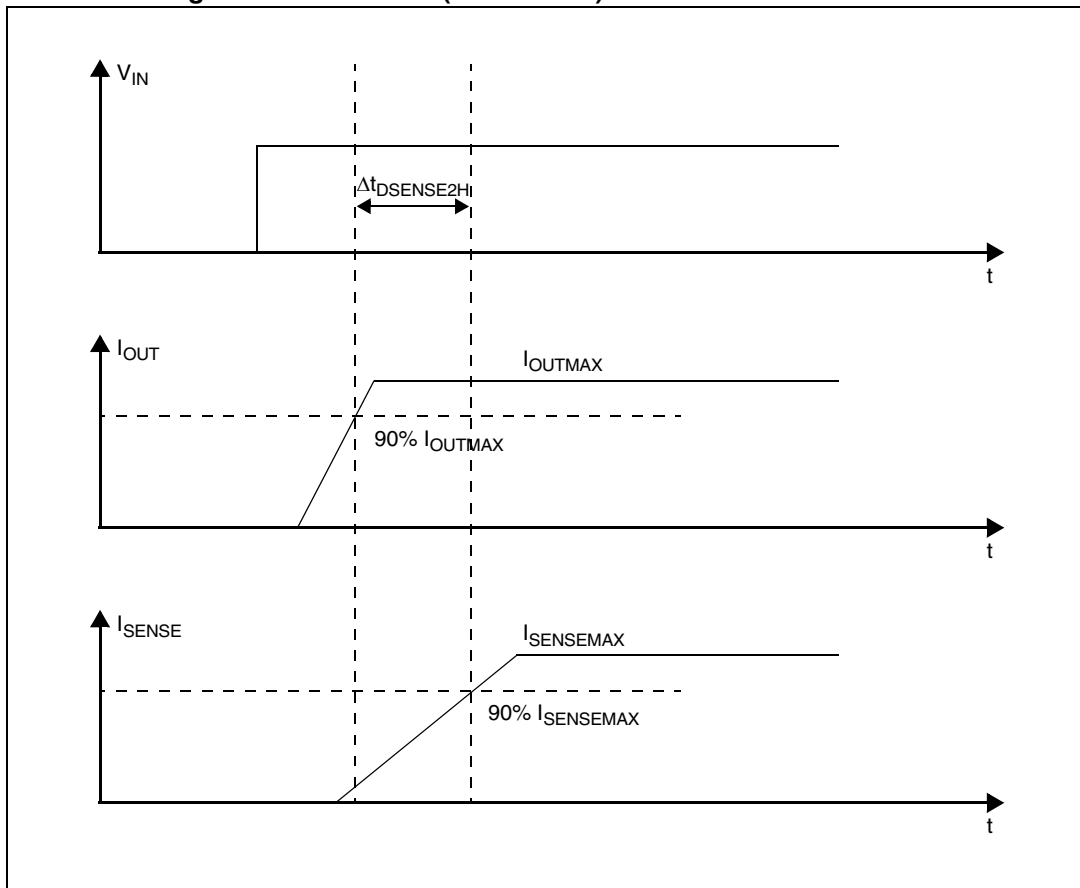 V_IN
Δt_DSENSE2H
t
I_OUT
I_OUTMAX
90% I_OUTMAX
t
I_SENSE
I_SENSEMAX
90% I_SENSEMAX
t